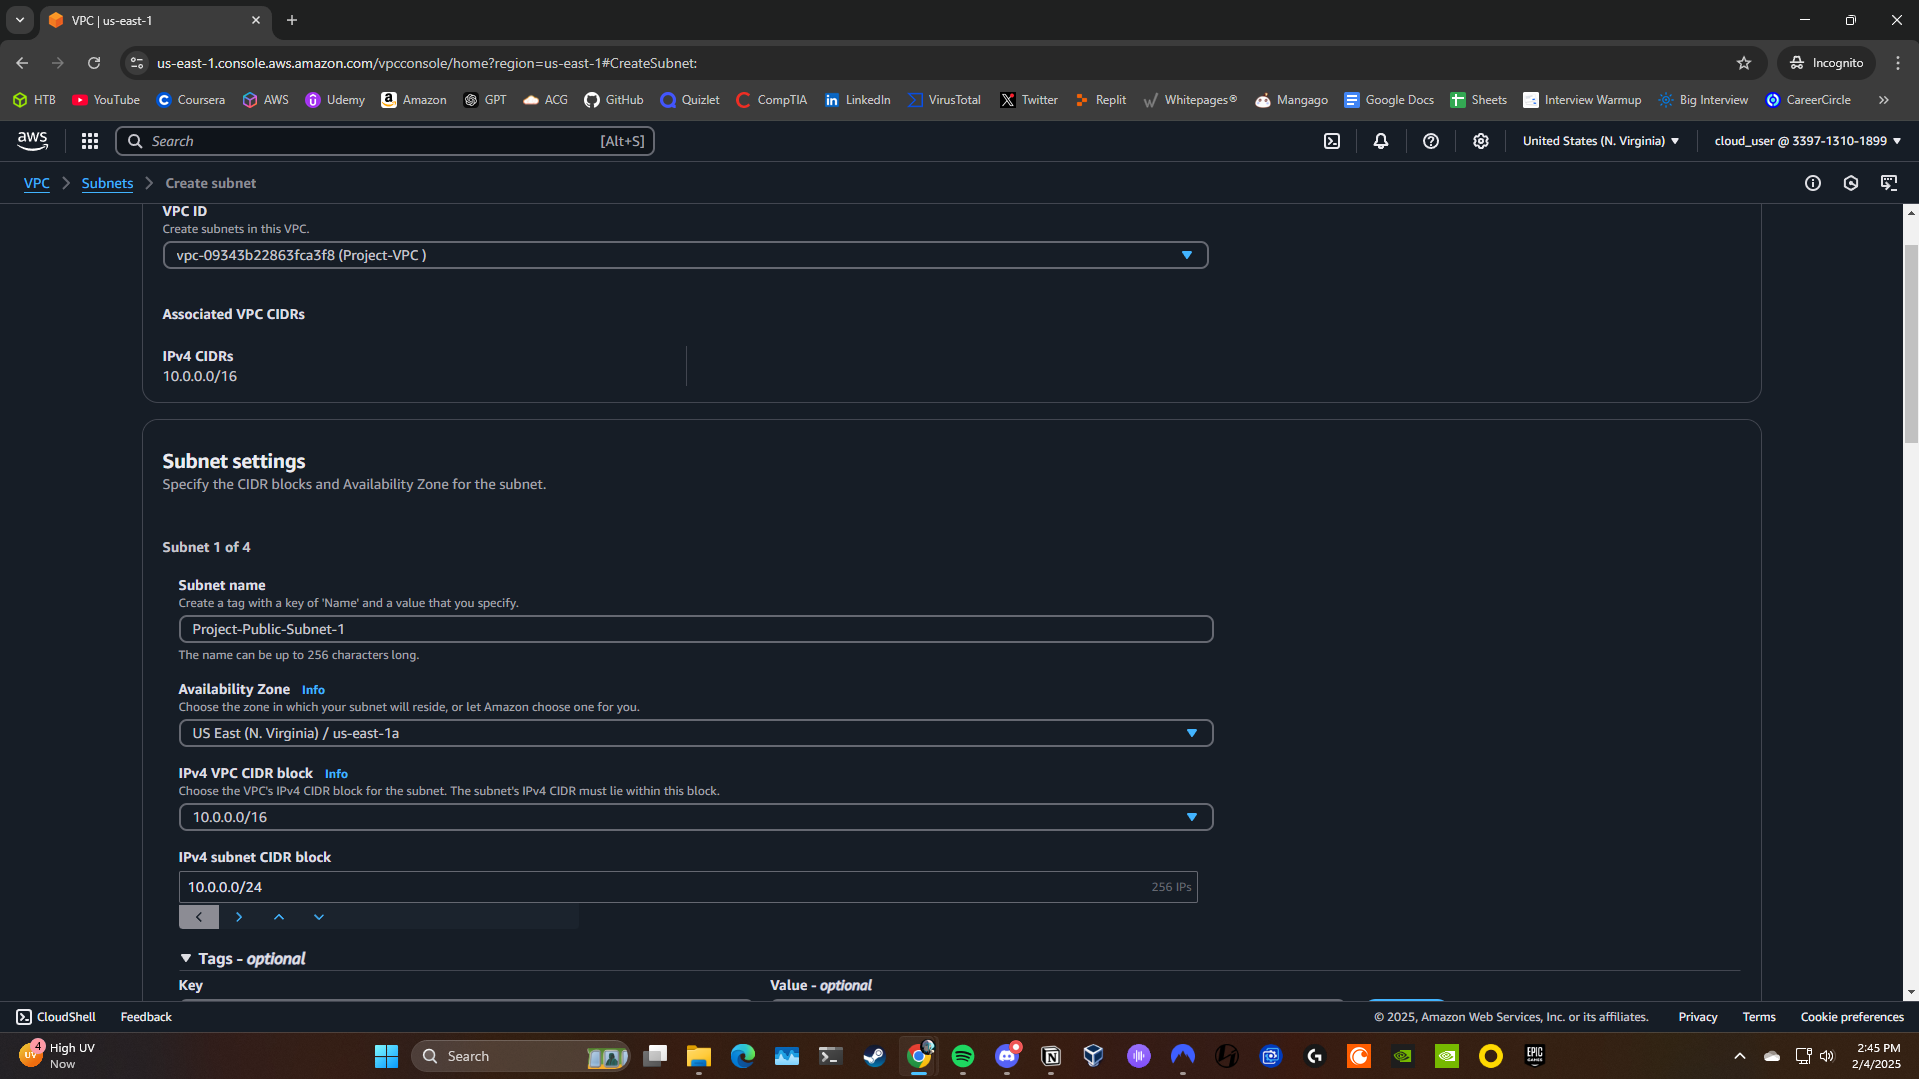 VPC | us-east-1
us-east-1.console.aws.amazon.com/vpcconsole/home?region=us-east-1#CreateSubnet:
Incognito
HTB YouTube Coursera AWS Udemy Amazon GPT ACG GitHub Quizlet CompTIA LinkedIn VirusTotal Twitter Replit Whitepages® Mangago Google Docs Sheets Interview Warmup Big Interview CareerCircle
aws Search [Alt+S] United States (N. Virginia) cloud_user @ 3397-1310-1899
VPC Subnets Create subnet
VPC ID
Create subnets in this VPC.
vpc-09343b22863fca3f8 (Project-VPC )
Associated VPC CIDRs
IPv4 CIDRs
10.0.0.0/16
Subnet settings
Specify the CIDR blocks and Availability Zone for the subnet.
Subnet 1 of 4
Subnet name
Create a tag with a key of 'Name' and a value that you specify.
Project-Public-Subnet-1
The name can be up to 256 characters long.
Availability Zone Info
Choose the zone in which your subnet will reside, or let Amazon choose one for you.
US East (N. Virginia) / us-east-1a
IPv4 VPC CIDR block Info
Choose the VPC's IPv4 CIDR block for the subnet. The subnet's IPv4 CIDR must lie within this block.
10.0.0.0/16
IPv4 subnet CIDR block
10.0.0.0/24 256 IPs
Tags - optional
Key Value - optional
CloudShell Feedback © 2025, Amazon Web Services, Inc. or its affiliates. Privacy Terms Cookie preferences
4 UV High UV
Now
Search
EPIC GAMES
2:45 PM
2/4/2025